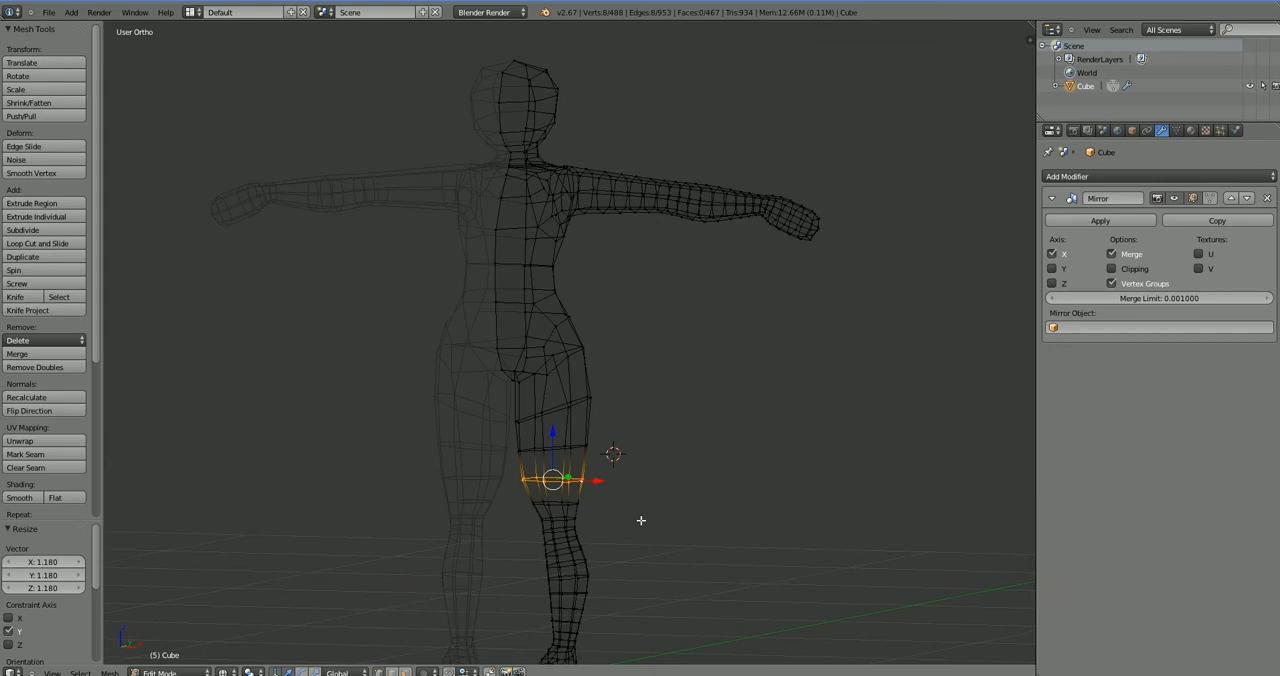 File Add Render Window Help Default Scene Blender Render v2.67 | Verts:8/488 | Edges:8/953 | Faces:0/467 | Tris:934 | Mem:12.66M (0.11M) | Cube
Mesh Tools
Transform:
Translate
Rotate
Scale
Shrink/Fatten
Push/Pull
Deform:
Edge Slide
Noise
Smooth Vertex
Add:
Extrude Region
Extrude Individual
Subdivide
Loop Cut and Slide
Duplicate
Spin
Screw
Knife Select
Knife Project
Remove:
Delete
Merge
Remove Doubles
Normals:
Recalculate
Flip Direction
UV Mapping:
Unwrap
Mark Seam
Clear Seam
Shading:
Smooth Flat
Repeat:
Resize
Vector
X: 1.180
Y: 1.180
Z: 1.180
Constraint Axis
X
Y
Z
Orientation
User Ortho
(5) Cube
View Select Mesh Edit Mode Global
View Search All Scenes
Scene
RenderLayers |
World
Cube |
Cube
Add Modifier
Mirror
Apply Copy
Axis: Options: Textures:
X Merge U
Y Clipping V
Z Vertex Groups
Merge Limit: 0.001000
Mirror Object: